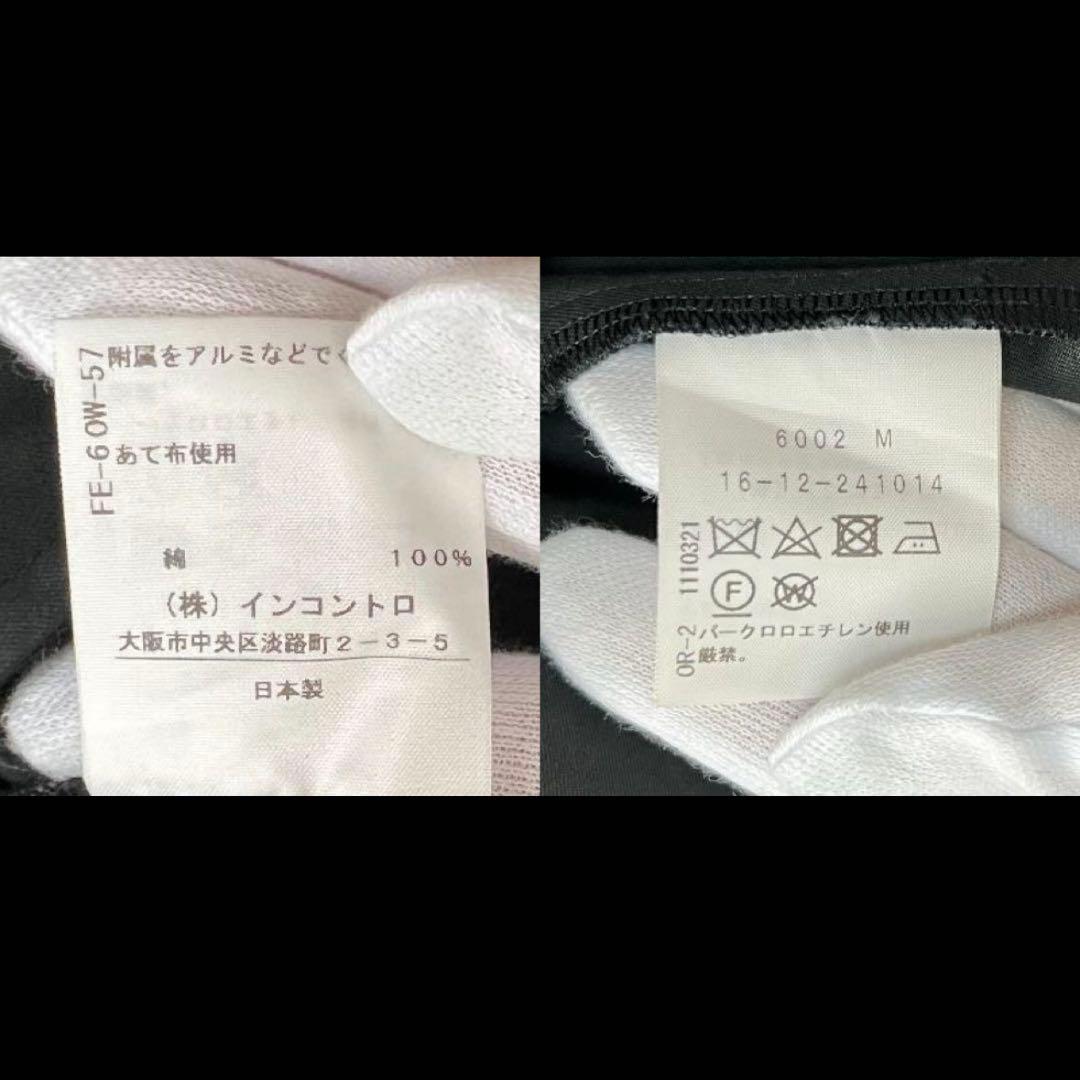 FE-60W-57
附属をアルミなどでく
あて布使用
綿 100%
(株)インコントロ
大阪市中央区淡路町2-3-5
日本製
6002 M
16-12-241014
1110321
F W
OR-2
パークロロエチレン使用
厳禁。